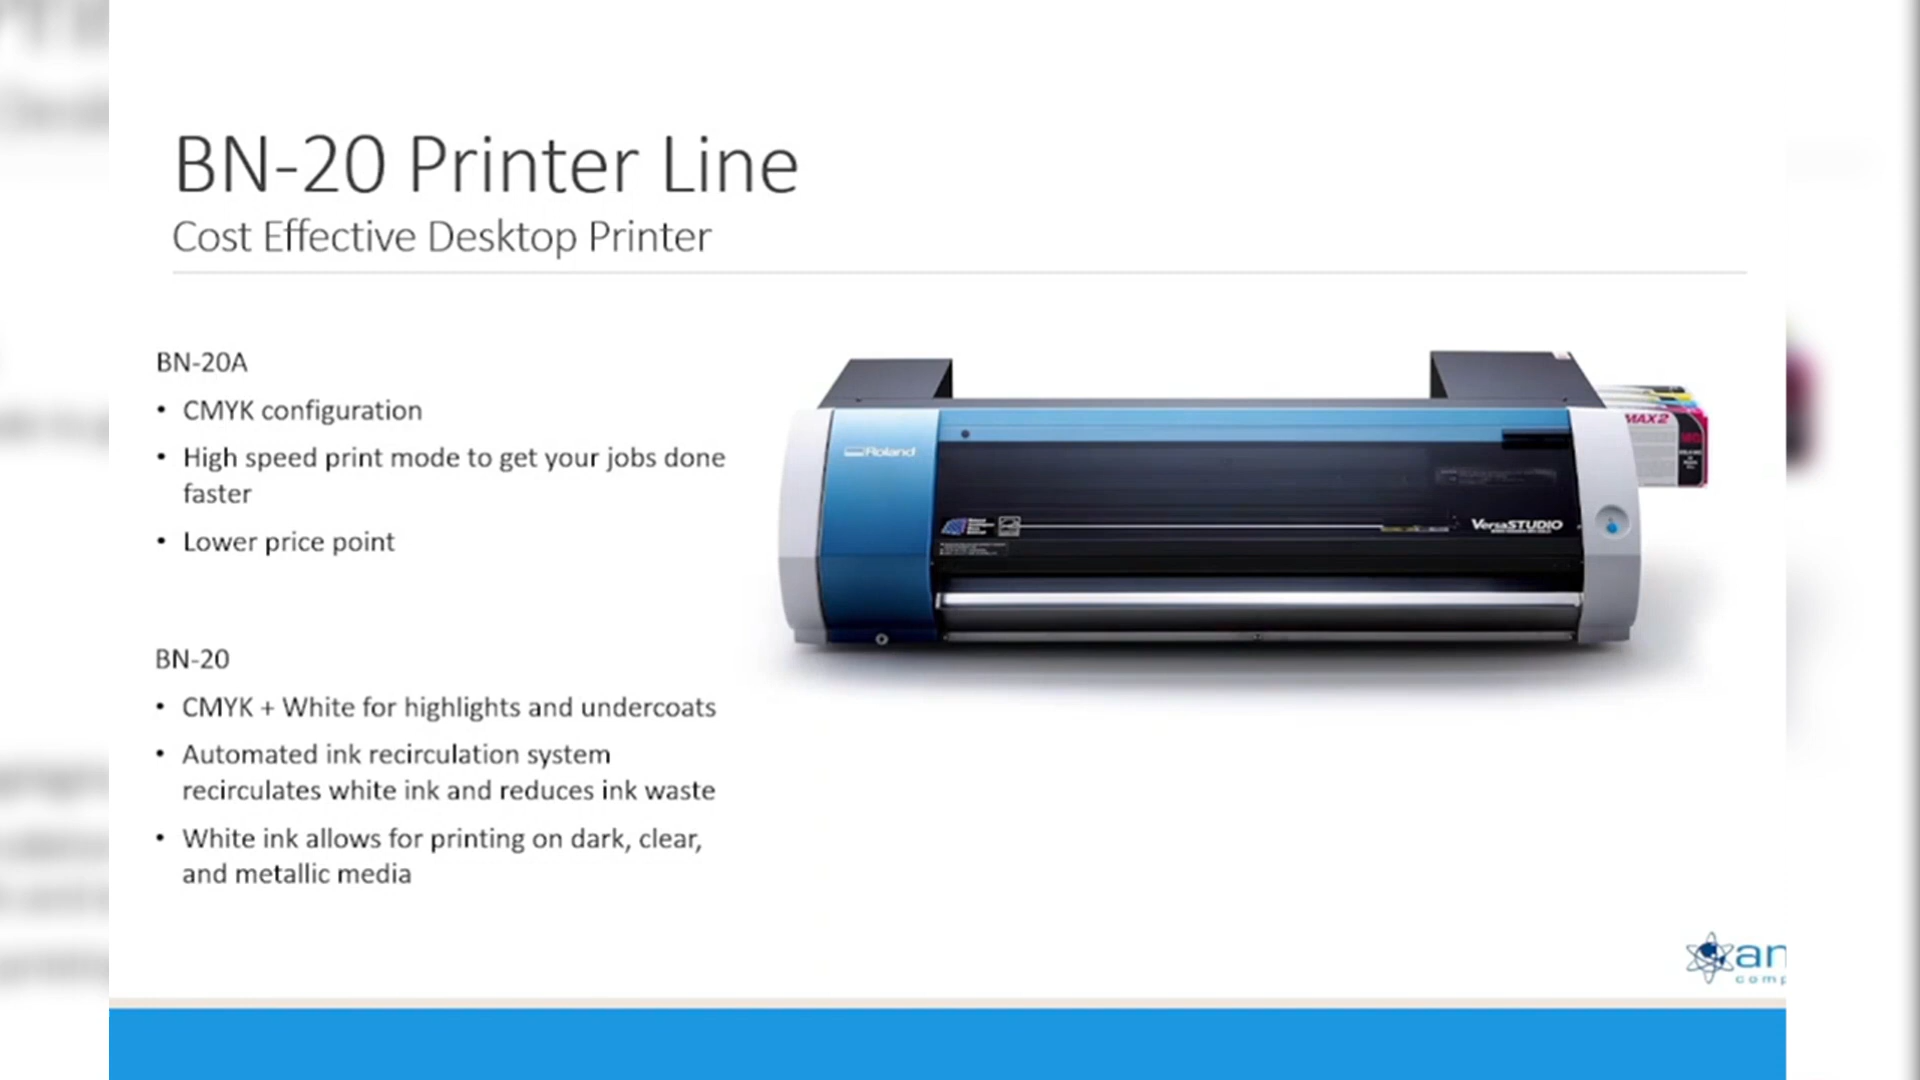 BN-20 Printer Line
Cost Effective Desktop Printer
BN-20A
• CMYK configuration
• High speed print mode to get your jobs done
faster
• Lower price point
Roland
MAX2
VersaSTUDIO
BN-20
• CMYK + White for highlights and undercoats
• Automated ink recirculation system
recirculates white ink and reduces ink waste
• White ink allows for printing on dark, clear,
and metallic media
an
comp